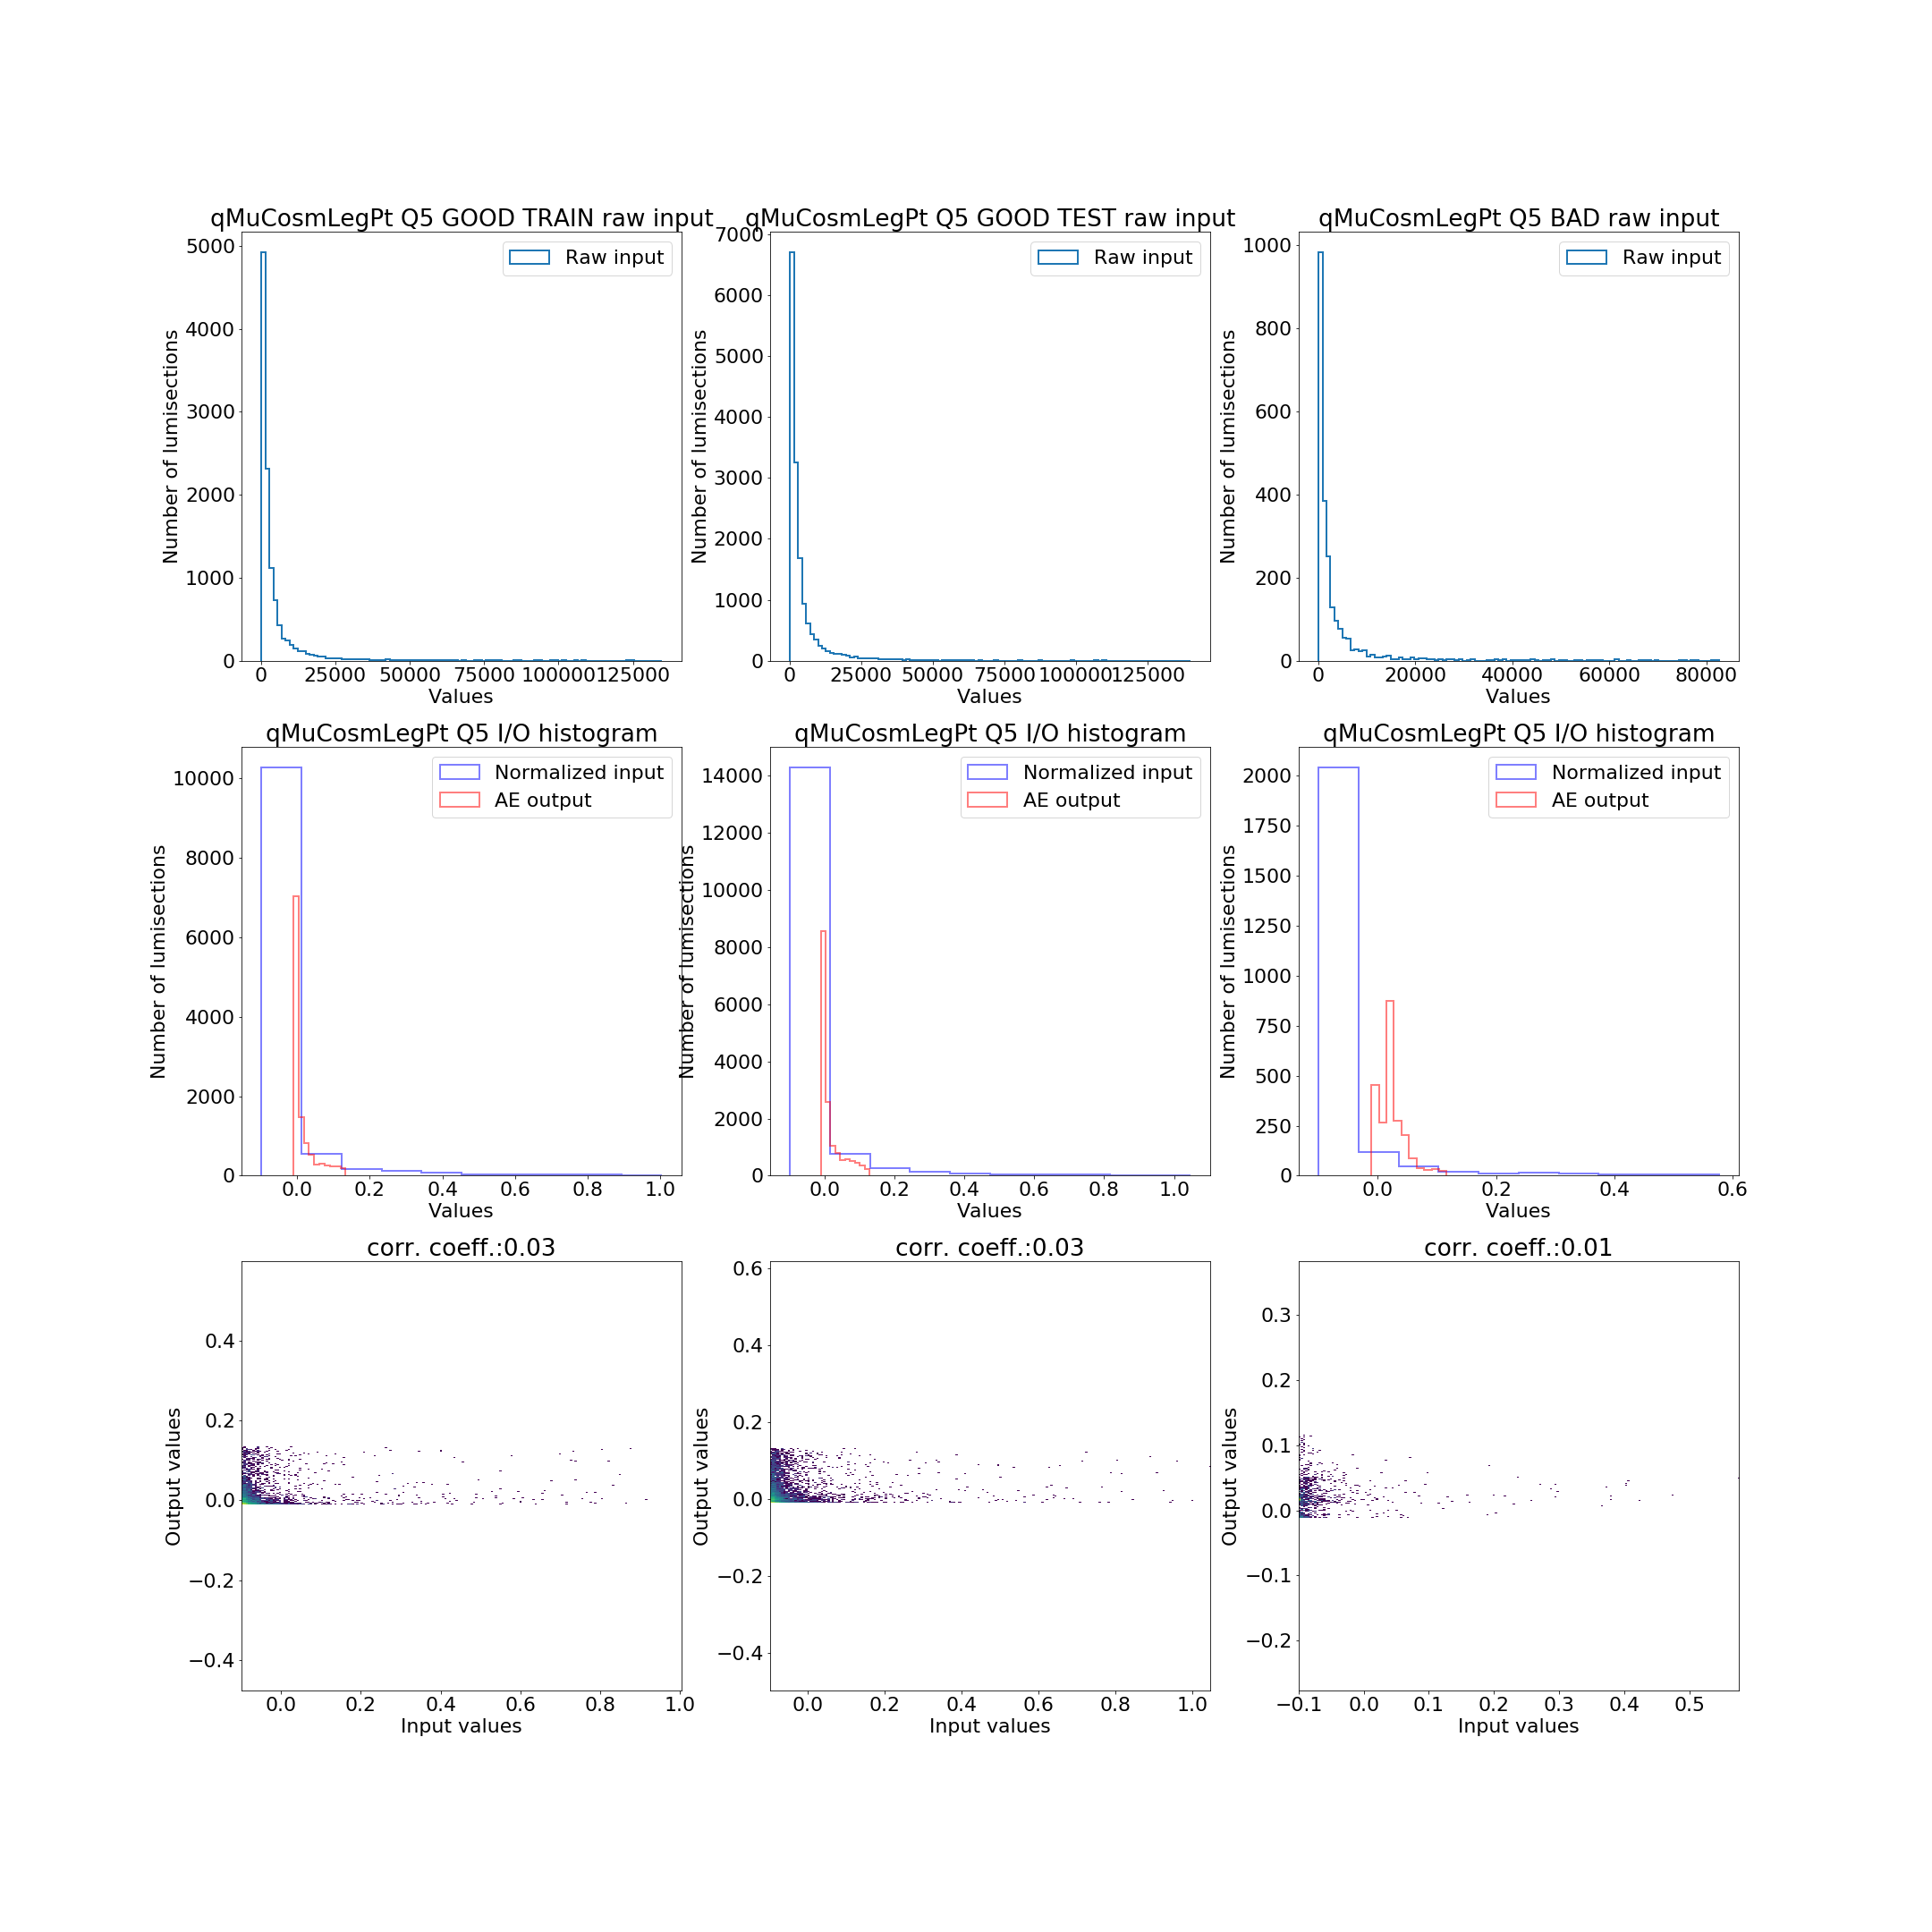 qMuCosmLegPt Q5 GOOD TRAIN raw input
5000
4000
3000
2000
1000
0
Number of lumisections
Raw input
0 25000 50000 75000 100000 125000
Values
qMuCosmLegPt Q5 GOOD TEST raw input
7000
6000
5000
4000
3000
2000
1000
0
Number of lumisections
Raw input
0 25000 50000 75000 100000 125000
Values
qMuCosmLegPt Q5 BAD raw input
1000
800
600
400
200
0
Number of lumisections
Raw input
0 20000 40000 60000 80000
Values
qMuCosmLegPt Q5 I/O histogram
10000
8000
6000
4000
2000
0
Number of lumisections
Normalized input
AE output
0.0 0.2 0.4 0.6 0.8 1.0
Values
qMuCosmLegPt Q5 I/O histogram
14000
12000
10000
8000
6000
4000
2000
0
Number of lumisections
Normalized input
AE output
0.0 0.2 0.4 0.6 0.8 1.0
Values
qMuCosmLegPt Q5 I/O histogram
2000
1750
1500
1250
1000
750
500
250
0
Number of lumisections
Normalized input
AE output
0.0 0.2 0.4 0.6
Values
corr. coeff.:0.03
0.4
0.2
0.0
−0.2
−0.4
Output values
0.0 0.2 0.4 0.6 0.8 1.0
Input values
corr. coeff.:0.03
0.6
0.4
0.2
0.0
−0.2
−0.4
Output values
0.0 0.2 0.4 0.6 0.8 1.0
Input values
corr. coeff.:0.01
0.3
0.2
0.1
0.0
−0.1
−0.2
Output values
−0.1 0.0 0.1 0.2 0.3 0.4 0.5
Input values